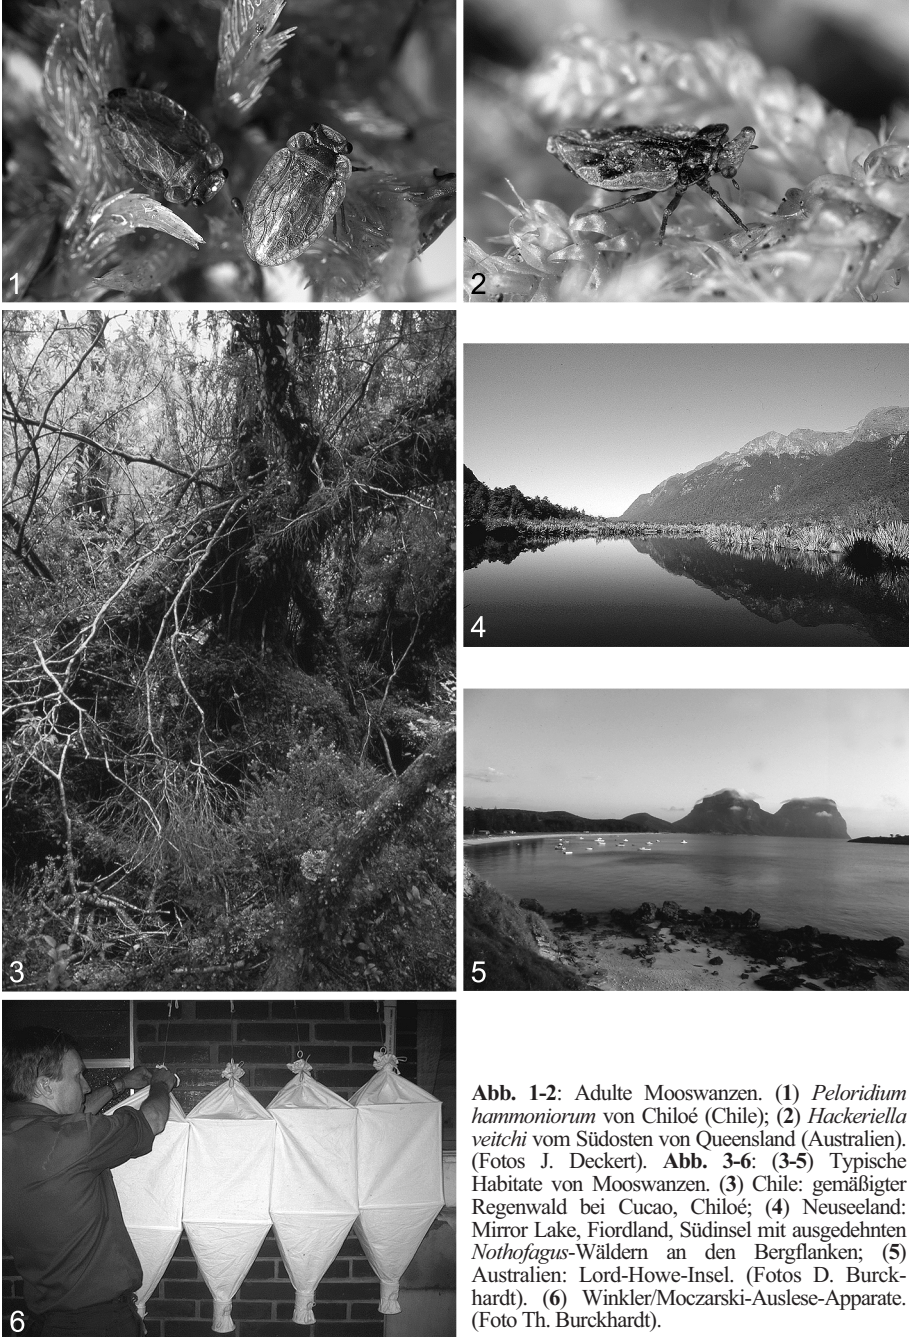 1
2
3
4
5
6
Abb. 1-2: Adulte Mooswanzen. (1) Peloridium
hammoniorum von Chiloé (Chile); (2) Hackeriella
veitchi vom Südosten von Queensland (Australien).
(Fotos J. Deckert). Abb. 3-6: (3-5) Typische
Habitate von Mooswanzen. (3) Chile: gemäßigter
Regenwald bei Cucao, Chiloé; (4) Neuseeland:
Mirror Lake, Fiordland, Südinsel mit ausgedehnten
Nothofagus-Wäldern an den Bergflanken; (5)
Australien: Lord-Howe-Insel. (Fotos D. Burck-
hardt). (6) Winkler/Moczarski-Auslese-Apparate.
(Foto Th. Burckhardt).